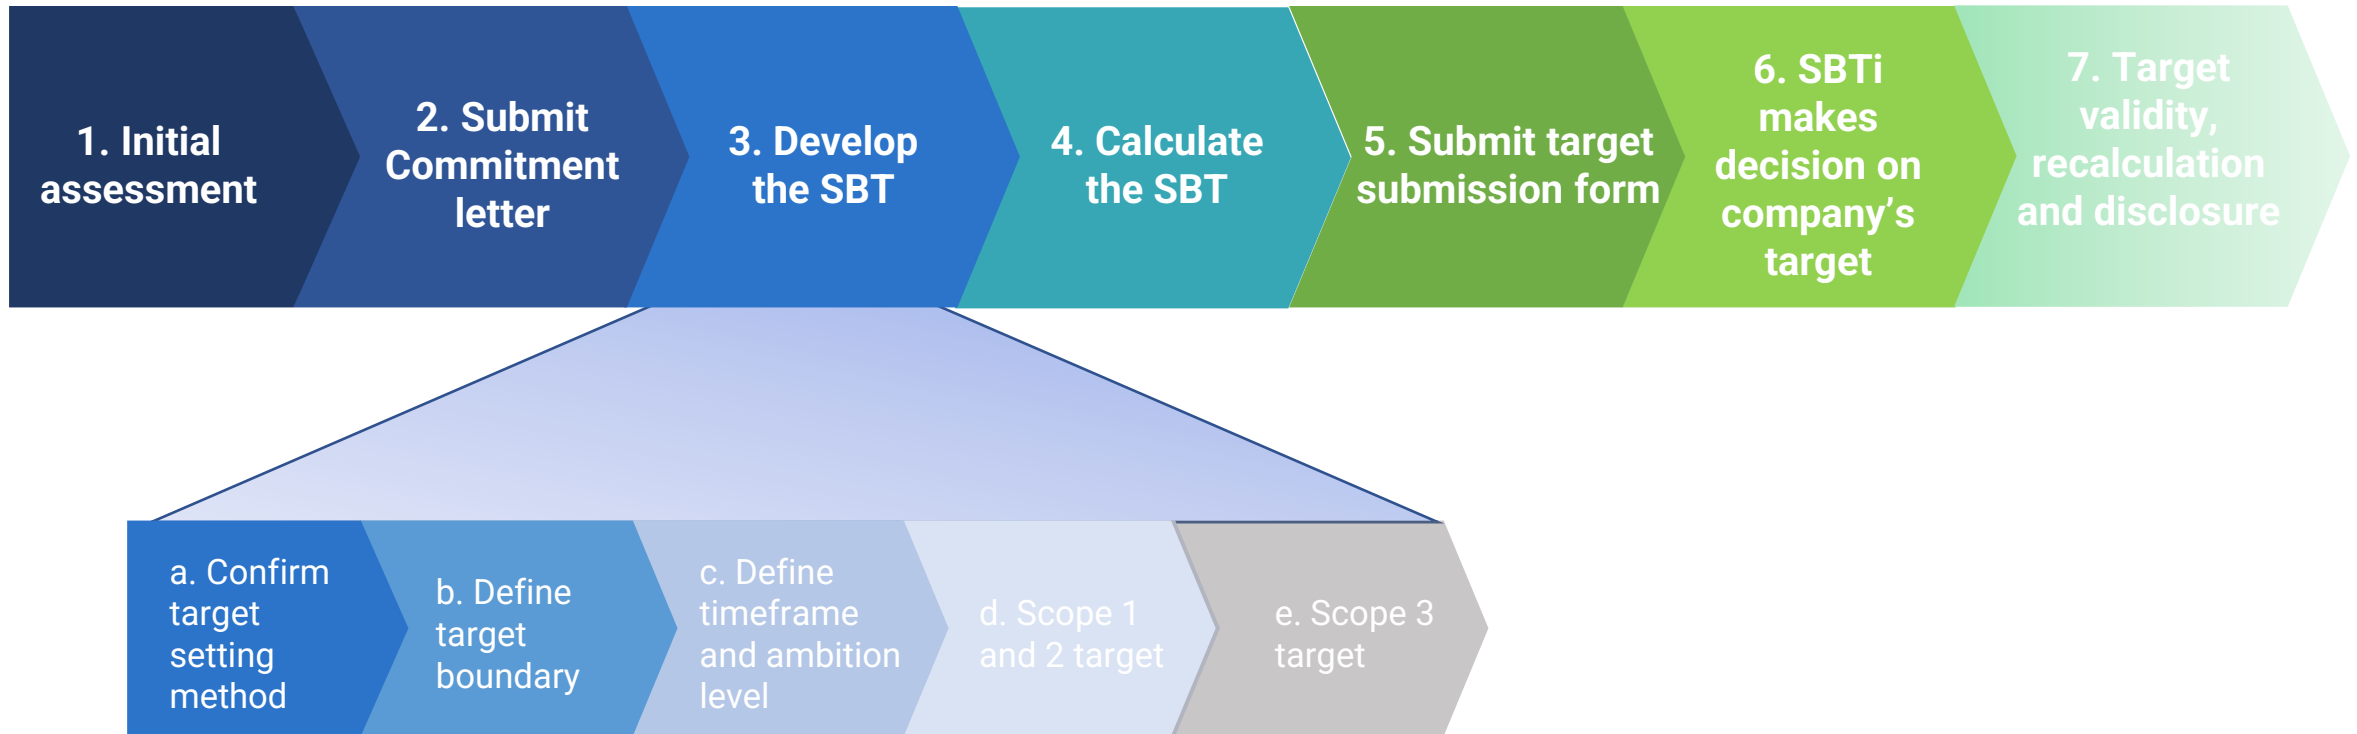 1. Initial
assessment
2. Submit
Commitment
letter
3. Develop
the SBT
4. Calculate
the SBT
5. Submit target
submission form
6. SBTi
makes
decision on
company’s
target
7. Target
validity,
recalculation
and disclosure
a. Confirm
target
setting
method
b. Define
target
boundary
c. Define
timeframe
and ambition
level
d. Scope 1
and 2 target
e. Scope 3
target